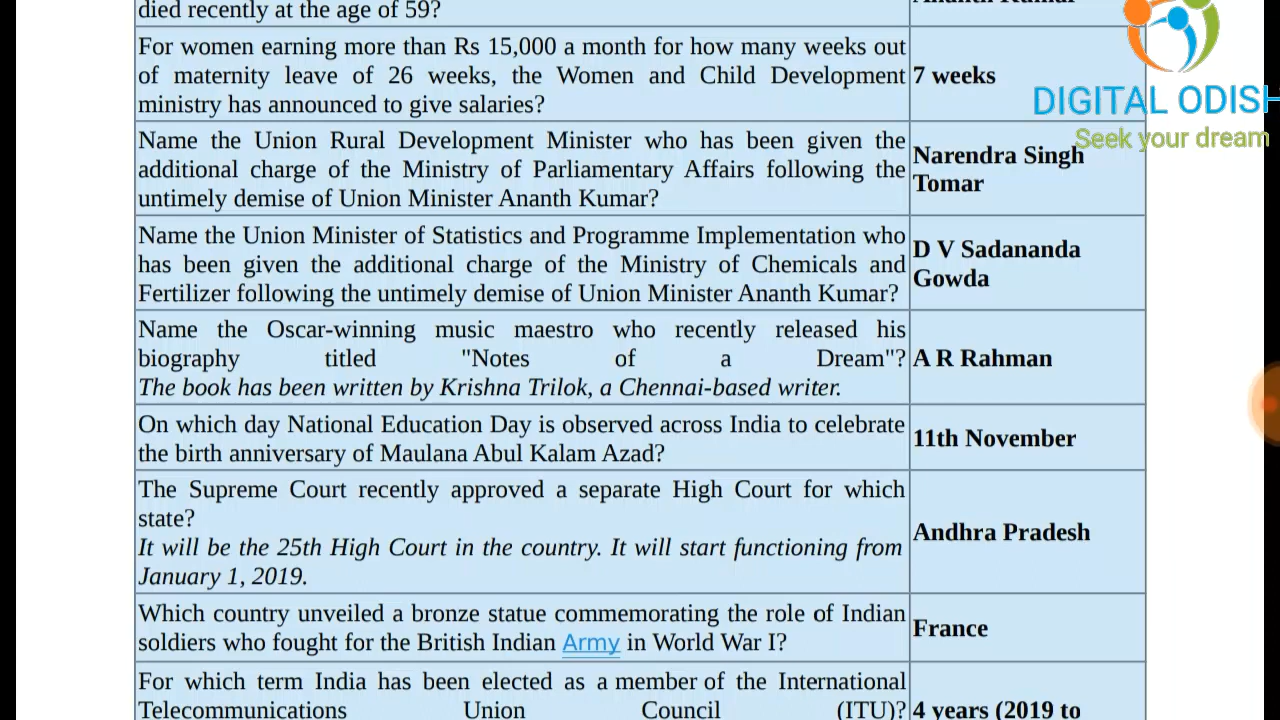 died recently at the age of 59?
Ananth Kumar
For women earning more than Rs 15,000 a month for how many weeks out
of maternity leave of 26 weeks, the Women and Child Development
ministry has announced to give salaries?
7 weeks
DIGITAL ODISH
Seek your dream
Name the Union Rural Development Minister who has been given the
additional charge of the Ministry of Parliamentary Affairs following the
untimely demise of Union Minister Ananth Kumar?
Narendra Singh
Tomar
Name the Union Minister of Statistics and Programme Implementation who
has been given the additional charge of the Ministry of Chemicals and
Fertilizer following the untimely demise of Union Minister Ananth Kumar?
D V Sadananda
Gowda
Name the Oscar-winning music maestro who recently released his
biography titled "Notes of a Dream"?
The book has been written by Krishna Trilok, a Chennai-based writer.
A R Rahman
On which day National Education Day is observed across India to celebrate
the birth anniversary of Maulana Abul Kalam Azad?
11th November
The Supreme Court recently approved a separate High Court for which
state?
It will be the 25th High Court in the country. It will start functioning from
January 1, 2019.
Andhra Pradesh
Which country unveiled a bronze statue commemorating the role of Indian
soldiers who fought for the British Indian Army in World War I?
France
For which term India has been elected as a member of the International
Telecommunications Union Council (ITU)?
4 years (2019 to